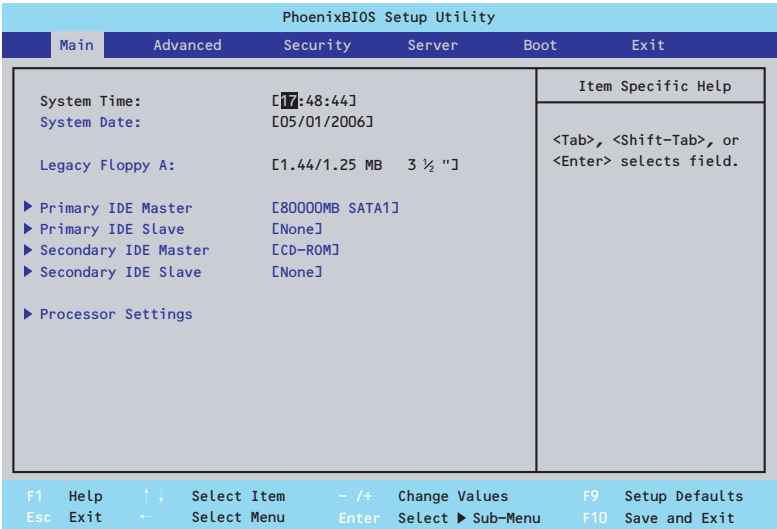 PhoenixBIOS Setup Utility
Main Advanced Security Server Boot Exit
System Time: [17:48:44]
System Date: [05/01/2006]
Legacy Floppy A: [1.44/1.25 MB 3 ½ "]
▶ Primary IDE Master [80000MB SATA1]
▶ Primary IDE Slave [None]
▶ Secondary IDE Master [CD-ROM]
▶ Secondary IDE Slave [None]
▶ Processor Settings
Item Specific Help
<Tab>, <Shift-Tab>, or
<Enter> selects field.
F1 Help ↑↓ Select Item - /+ Change Values F9 Setup Defaults
Esc Exit ← Select Menu Enter Select ▶ Sub-Menu F10 Save and Exit